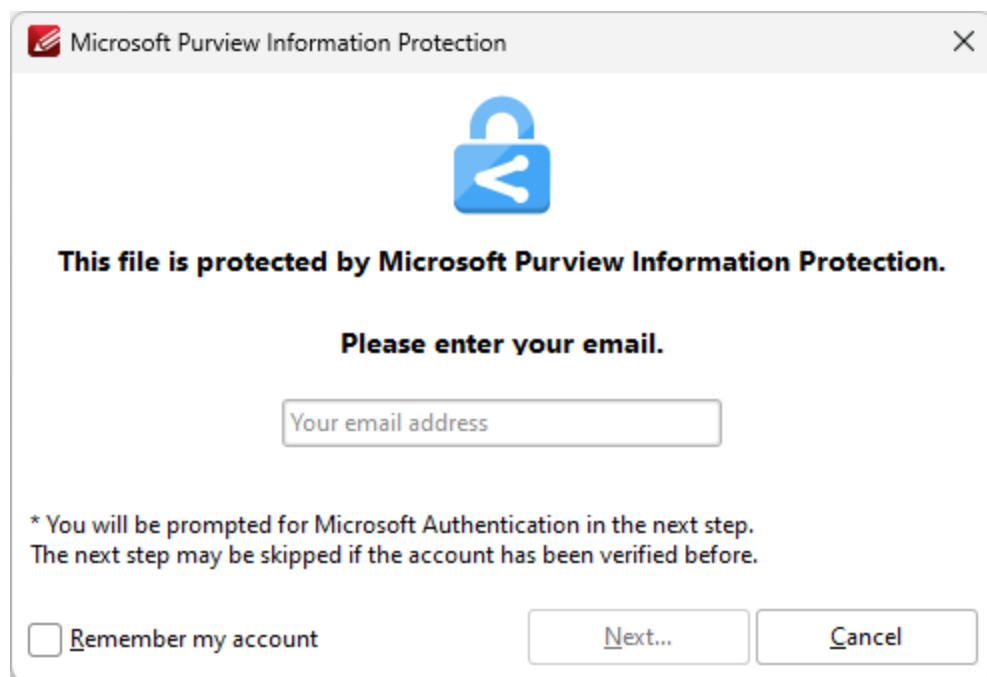 Microsoft Purview Information Protection
This file is protected by Microsoft Purview Information Protection.
Please enter your email.
Your email address
* You will be prompted for Microsoft Authentication in the next step.
The next step may be skipped if the account has been verified before.
Remember my account
Next...
Cancel